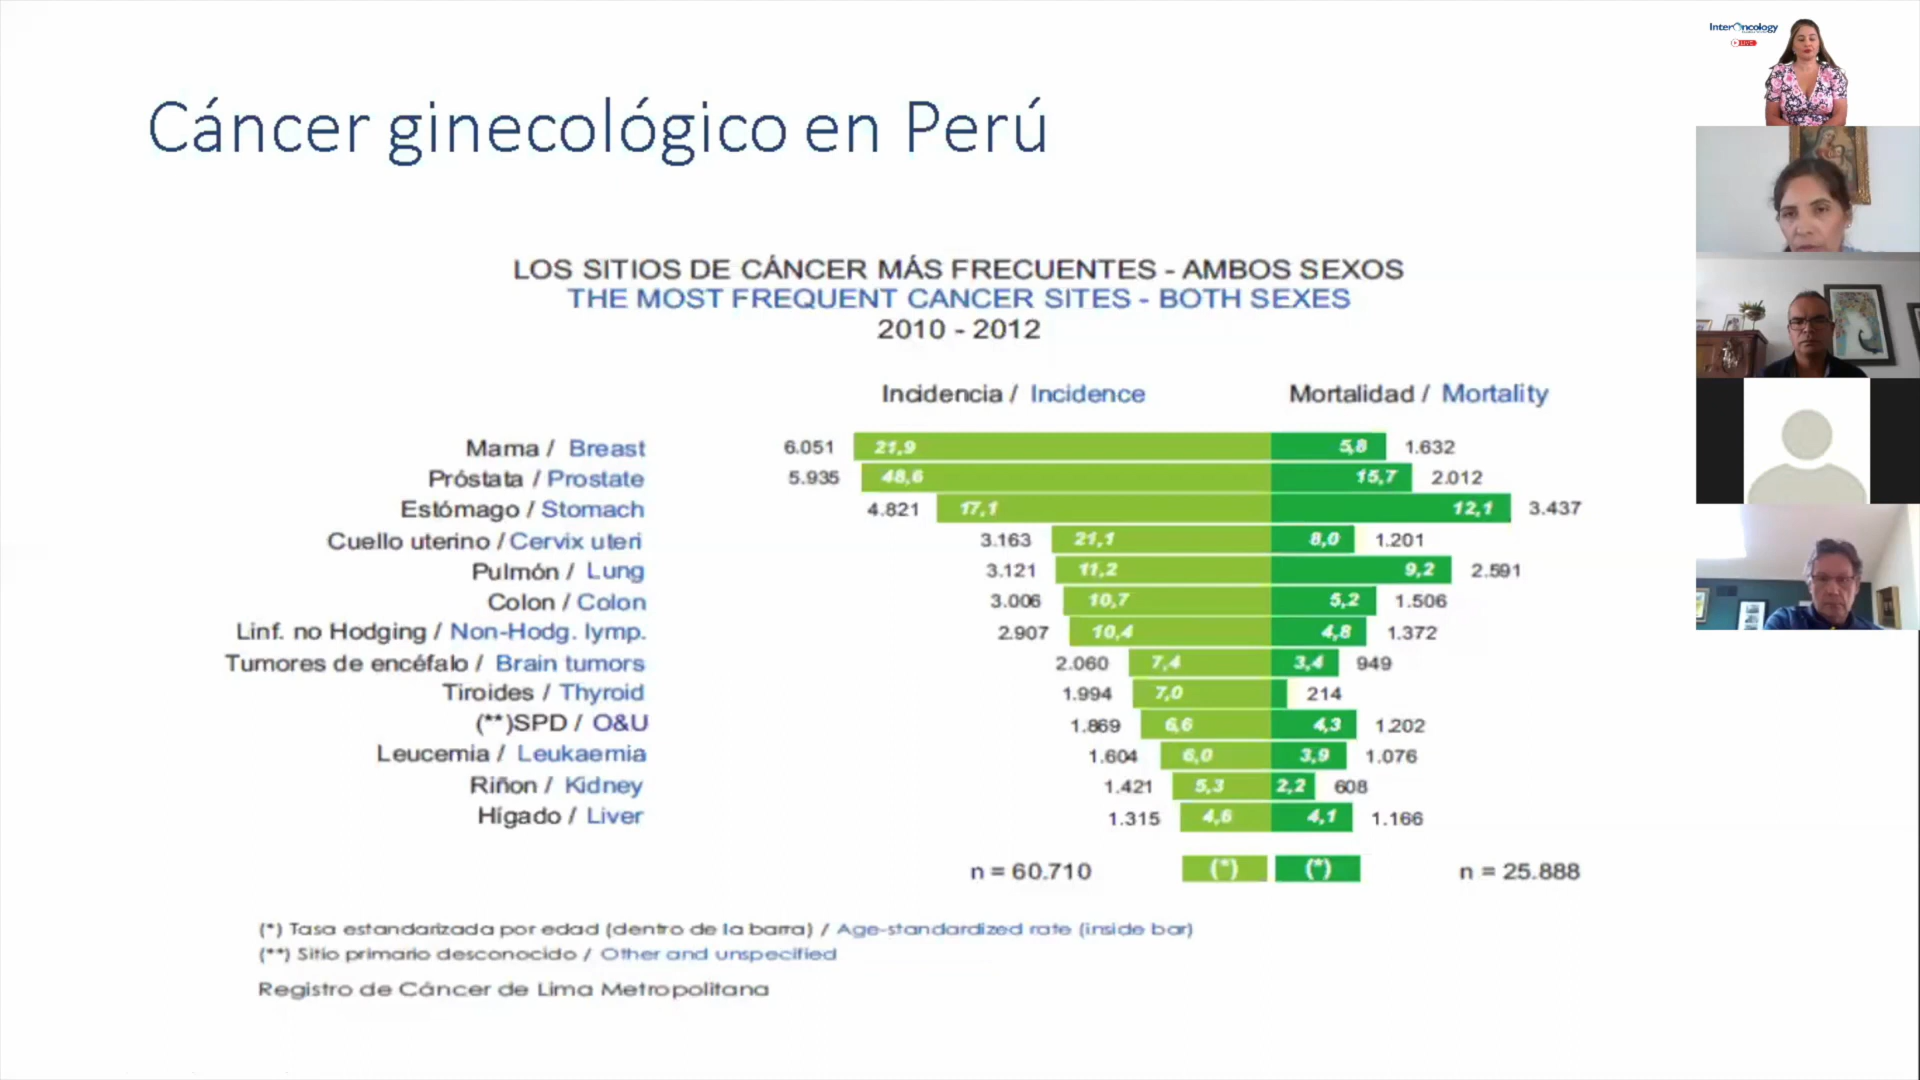 Cáncer ginecológico en Perú
InterOncology
LIVE
LOS SITIOS DE CÁNCER MÁS FRECUENTES - AMBOS SEXOS
THE MOST FREQUENT CANCER SITES - BOTH SEXES
2010 - 2012
Incidencia / Incidence Mortalidad / Mortality
Mama / Breast 6.051 21,9 5,8 1.632
Próstata / Prostate 5.935 48,6 15,7 2.012
Estómago / Stomach 4.821 17,1 12,1 3.437
Cuello uterino / Cervix uteri 3.163 21,1 8,0 1.201
Pulmón / Lung 3.121 11,2 9,2 2.591
Colon / Colon 3.006 10,7 5,2 1.506
Linf. no Hodging / Non-Hodg. lymp. 2.907 10,4 4,8 1.372
Tumores de encéfalo / Brain tumors 2.060 7,4 3,4 949
Tiroides / Thyroid 1.994 7,0 214
(**)SPD / O&U 1.869 6,6 4,3 1.202
Leucemia / Leukaemia 1.604 6,0 3,9 1.076
Riñon / Kidney 1.421 5,3 2,2 608
Hígado / Liver 1.315 4,6 4,1 1.166
n = 60.710 (*) (*) n = 25.888
(*) Tasa estandarizada por edad (dentro de la barra) / Age-standardized rate (inside bar)
(**) Sitio primario desconocido / Other and unspecified
Registro de Cáncer de Lima Metropolitana